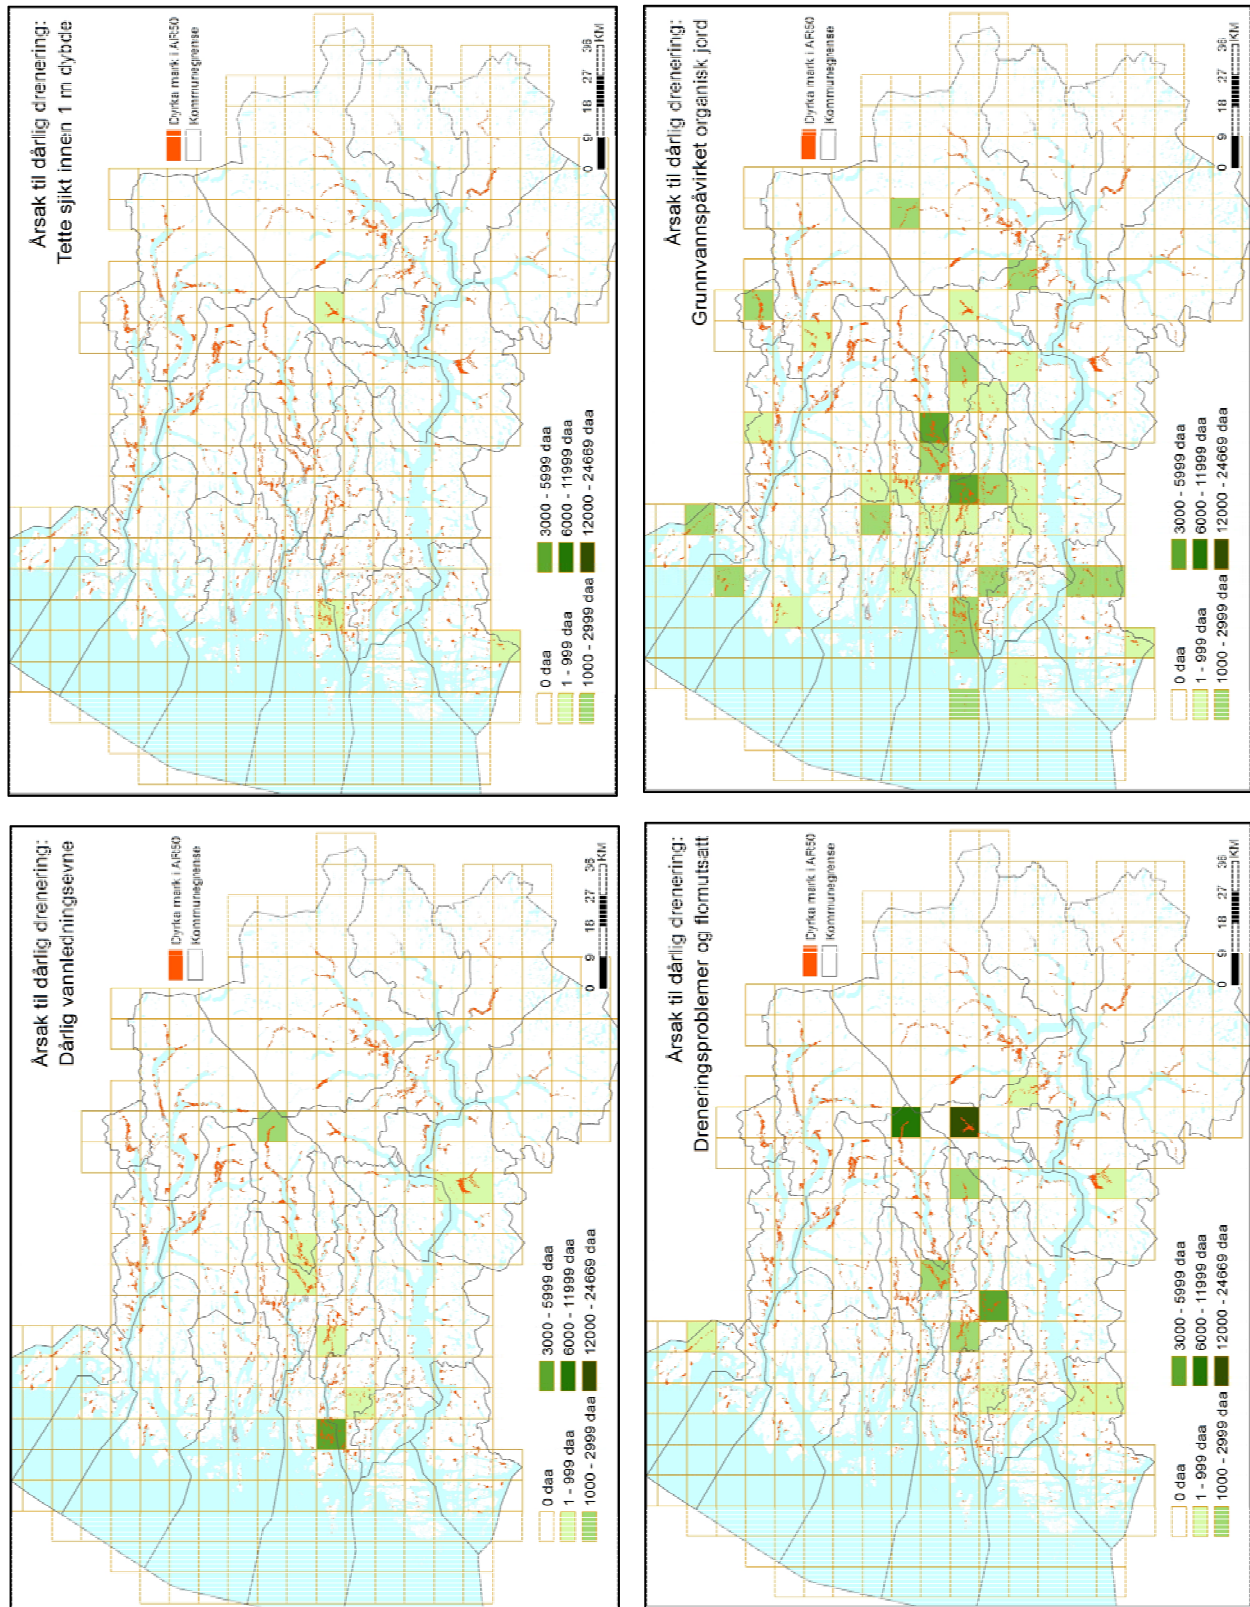 Årsak til dårlig drenering:
Tette sjikt innen 1 m dybde
Dyrka mark i AR50
Kommunegrense
0 9 18 27 36
KM
0 daa
1 - 999 daa
1000 - 2999 daa
3000 - 5999 daa
6000 - 11999 daa
12000 - 24669 daa
Årsak til dårlig drenering:
Grunnvannspåvirket organisk jord
Dyrka mark i AR50
Kommunegrense
0 9 18 27 36
KM
0 daa
1 - 999 daa
1000 - 2999 daa
3000 - 5999 daa
6000 - 11999 daa
12000 - 24669 daa
Årsak til dårlig drenering:
Dårlig vannledningsevne
Dyrka mark i AR50
Kommunegrense
0 9 18 27 36
KM
0 daa
1 - 999 daa
1000 - 2999 daa
3000 - 5999 daa
6000 - 11999 daa
12000 - 24669 daa
Årsak til dårlig drenering:
Dreneringsproblemer og flomutsatt
Dyrka mark i AR50
Kommunegrense
0 9 18 27 36
KM
0 daa
1 - 999 daa
1000 - 2999 daa
3000 - 5999 daa
6000 - 11999 daa
12000 - 24669 daa